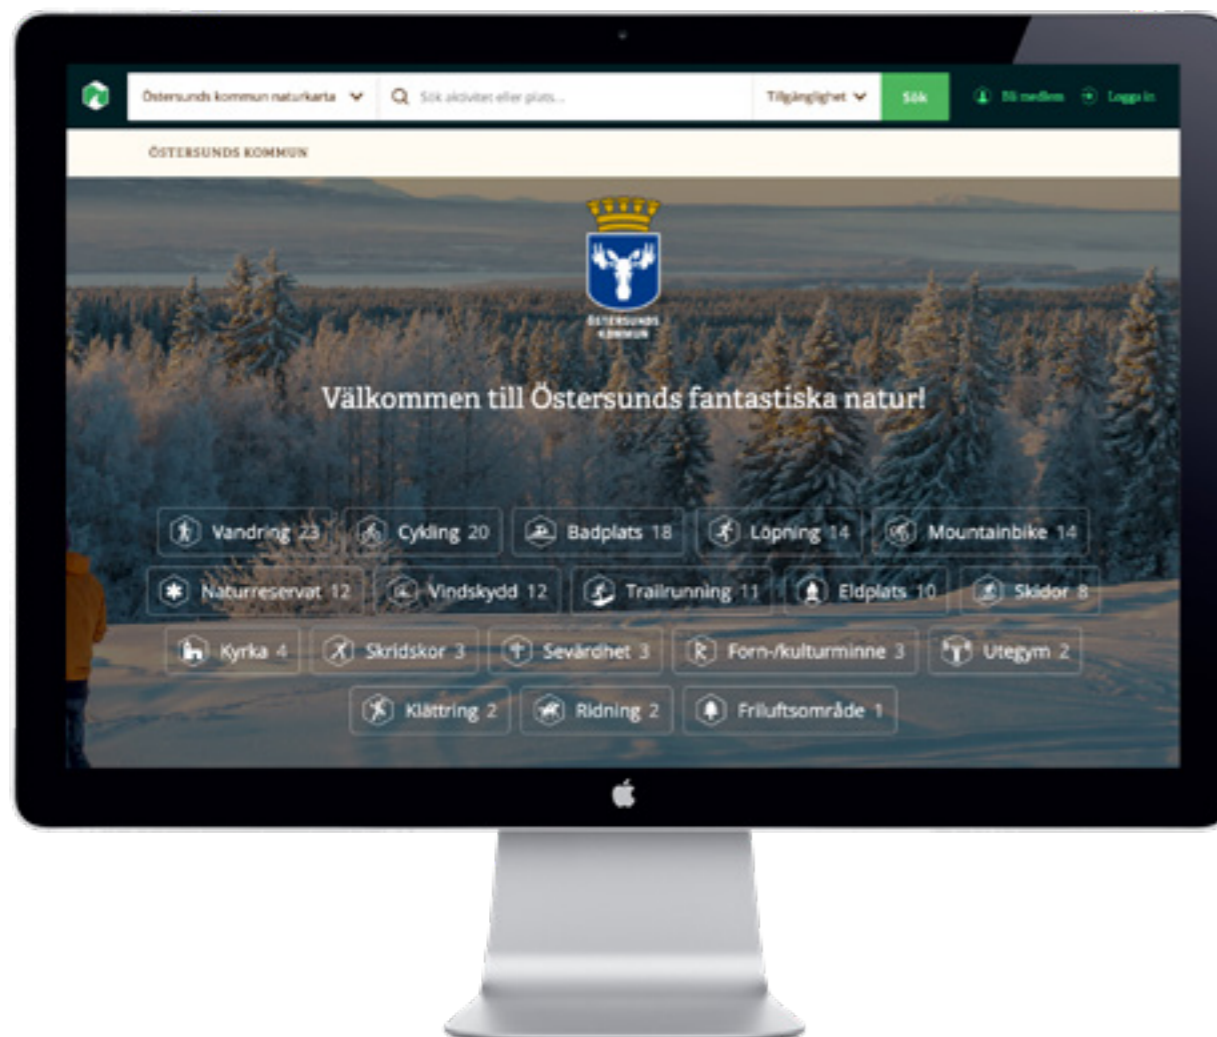 Östersunds kommun naturkarta Sök aktivitet eller plats... Tillgänglighet Sök Bli medlem Logga in
ÖSTERSUNDS KOMMUN
ÖSTERSUNDS
KOMMUN
Välkommen till Östersunds fantastiska natur!
Vandring 23 Cykling 20 Badplats 18 Löpning 14 Mountainbike 14
Naturreservat 12 Vindskydd 12 Trailrunning 11 Eldplats 10 Skidor 8
Kyrka 4 Skridskor 3 Sevärdhet 3 Forn-/kulturminne 3 Utegym 2
Klättring 2 Ridning 2 Friluftsområde 1